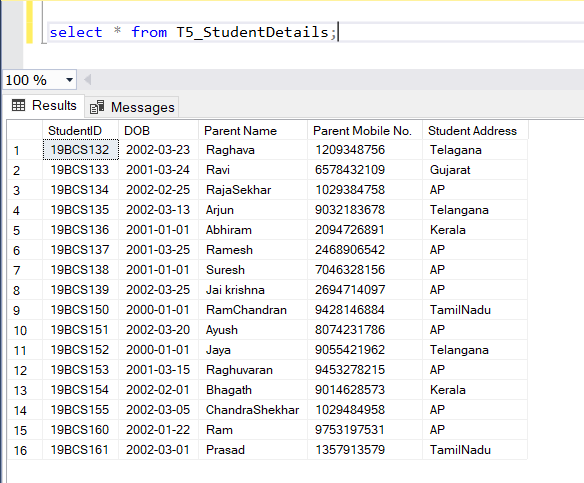 select * from T5_StudentDetails;
100 %
Results Messages
StudentID DOB Parent Name Parent Mobile No. Student Address
1 19BCS132 2002-03-23 Raghava 1209348756 Telagana
2 19BCS133 2001-03-24 Ravi 6578432109 Gujarat
3 19BCS134 2002-02-25 RajaSekhar 1029384758 AP
4 19BCS135 2002-03-13 Arjun 9032183678 Telangana
5 19BCS136 2001-01-01 Abhiram 2094726891 Kerala
6 19BCS137 2001-03-25 Ramesh 2468906542 AP
7 19BCS138 2001-01-01 Suresh 7046328156 AP
8 19BCS139 2002-03-25 Jai krishna 2694714097 AP
9 19BCS150 2000-01-01 RamChandran 9428146884 TamilNadu
10 19BCS151 2002-03-20 Ayush 8074231786 AP
11 19BCS152 2000-01-01 Jaya 9055421962 Telangana
12 19BCS153 2001-03-15 Raghuvaran 9453278215 AP
13 19BCS154 2002-02-01 Bhagath 9014628573 Kerala
14 19BCS155 2002-03-05 ChandraShekhar 1029484958 AP
15 19BCS160 2002-01-22 Ram 9753197531 AP
16 19BCS161 2002-03-01 Prasad 1357913579 TamilNadu